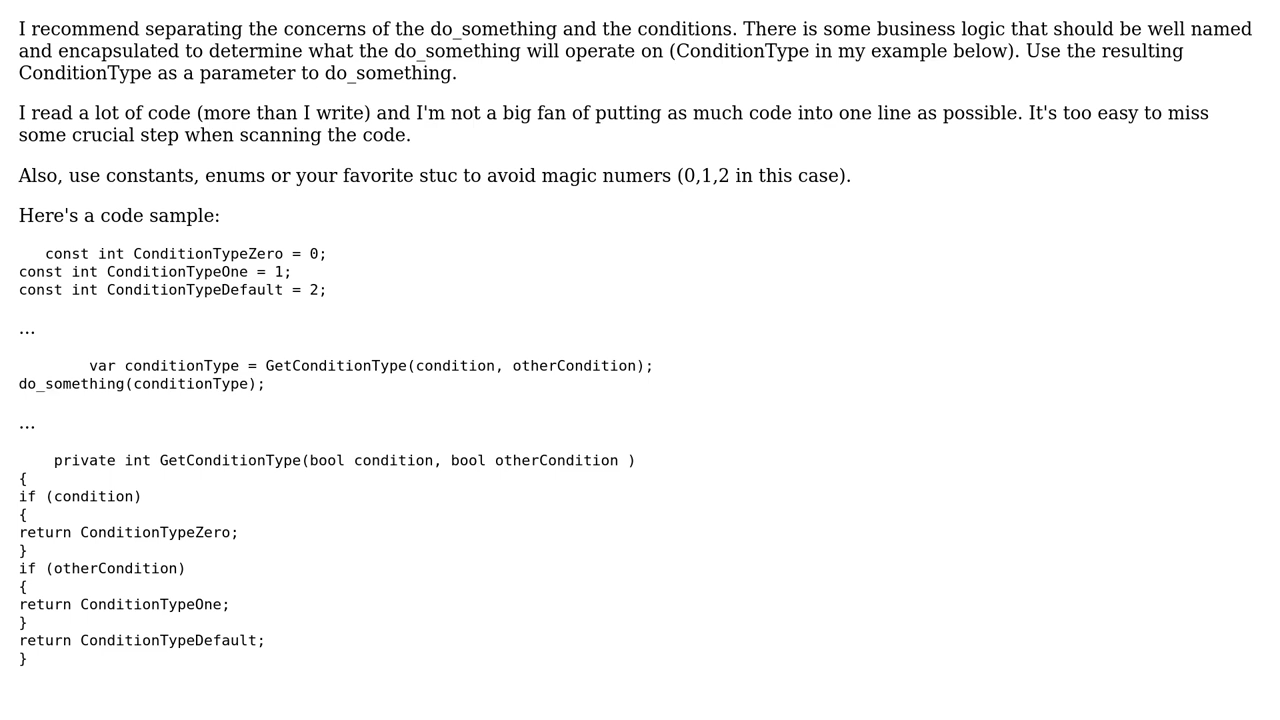 I recommend separating the concerns of the do_something and the conditions. There is some business logic that should be well named
and encapsulated to determine what the do_something will operate on (ConditionType in my example below). Use the resulting
ConditionType as a parameter to do_something.
I read a lot of code (more than I write) and I'm not a big fan of putting as much code into one line as possible. It's too easy to miss
some crucial step when scanning the code.
Also, use constants, enums or your favorite stuc to avoid magic numers (0,1,2 in this case).
Here's a code sample:
   const int ConditionTypeZero = 0;
const int ConditionTypeOne = 1;
const int ConditionTypeDefault = 2;
...
        var conditionType = GetConditionType(condition, otherCondition);
do_something(conditionType);
...
    private int GetConditionType(bool condition, bool otherCondition )
{
if (condition)
{
return ConditionTypeZero;
}
if (otherCondition)
{
return ConditionTypeOne;
}
return ConditionTypeDefault;
}